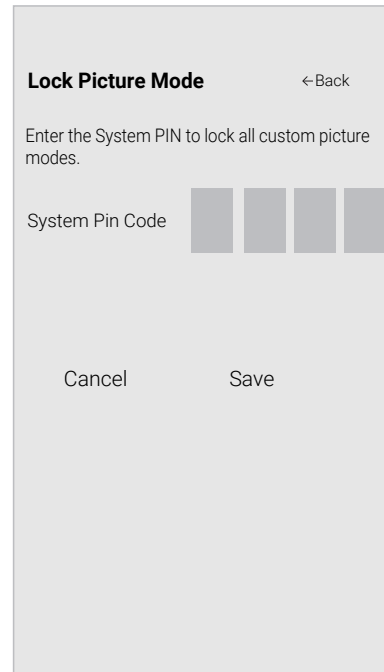 Lock Picture Mode ←Back
Enter the System PIN to lock all custom picture
modes.
System Pin Code
Cancel Save